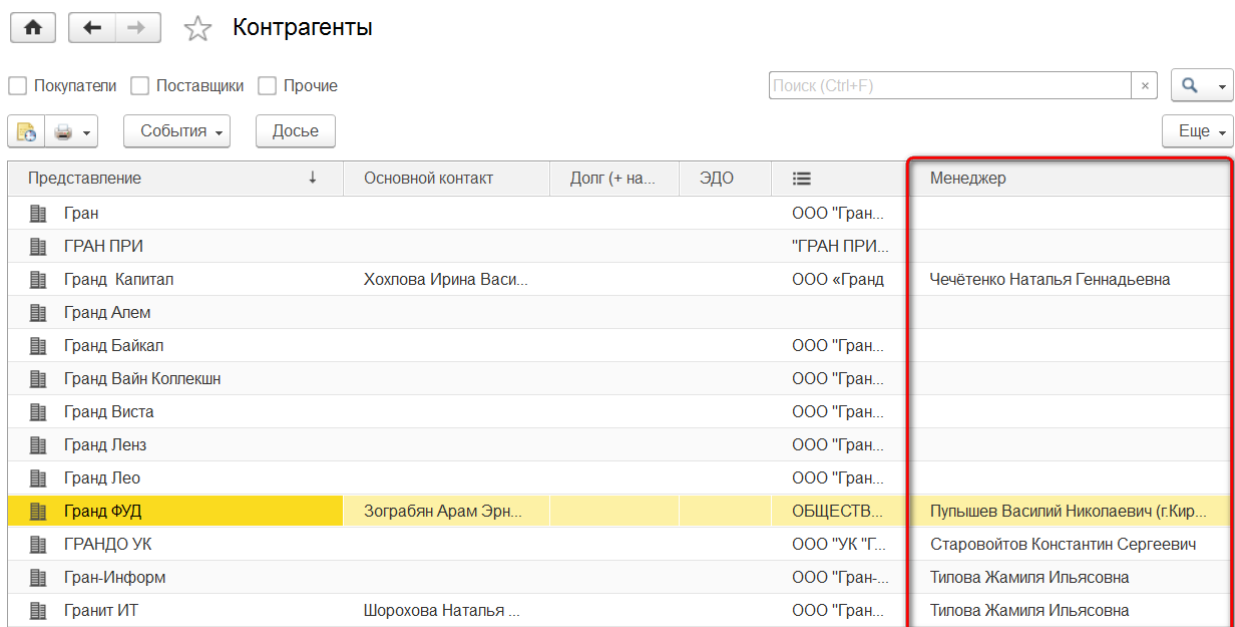 Контрагенты
Покупатели Поставщики Прочие Поиск (Ctrl+F) ×
События Досье Еще
Представление ↓ Основной контакт Долг (+ на... ЭДО Менеджер
Гран ООО "Гран...
ГРАН ПРИ "ГРАН ПРИ...
Гранд Капитал Хохлова Ирина Васи... ООО «Гранд Чечётенко Наталья Геннадьевна
Гранд Алем
Гранд Байкал ООО "Гран...
Гранд Вайн Коллекшн ООО "Гран...
Гранд Виста ООО "Гран...
Гранд Ленз ООО "Гран...
Гранд Лео ООО "Гран...
Гранд ФУД Зограбян Арам Эрн... ОБЩЕСТВ... Пупышев Василий Николаевич (г.Кир...
ГРАНДО УК ООО "УК "Г... Старовойтов Константин Сергеевич
Гран-Информ ООО "Гран-... Типова Жамиля Ильясовна
Гранит ИТ Шорохова Наталья ... ООО "Гран... Типова Жамиля Ильясовна